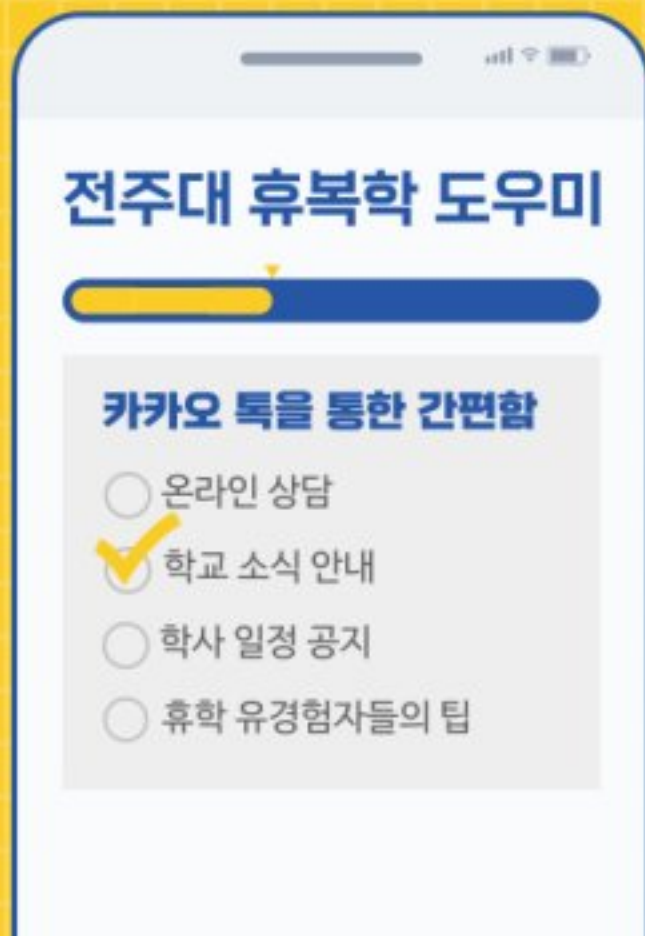 전주대 휴복학 도우미
카카오 톡을 통한 간편함
온라인 상담
학교 소식 안내
학사 일정 공지
휴학 유경험자들의 팁